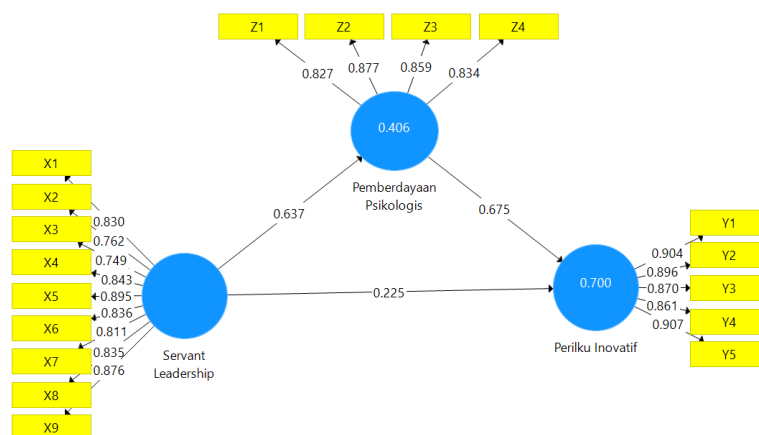 Z1
Z2
Z3
Z4
0.827
0.877
0.859
0.834
0.406
Pemberdayaan
Psikologis
X1
X2
X3
X4
X5
X6
X7
X8
X9
0.830
0.762
0.749
0.843
0.895
0.836
0.811
0.835
0.876
Servant
Leadership
0.637
0.675
0.225
0.700
Perilku Inovatif
0.904
0.896
0.870
0.861
0.907
Y1
Y2
Y3
Y4
Y5